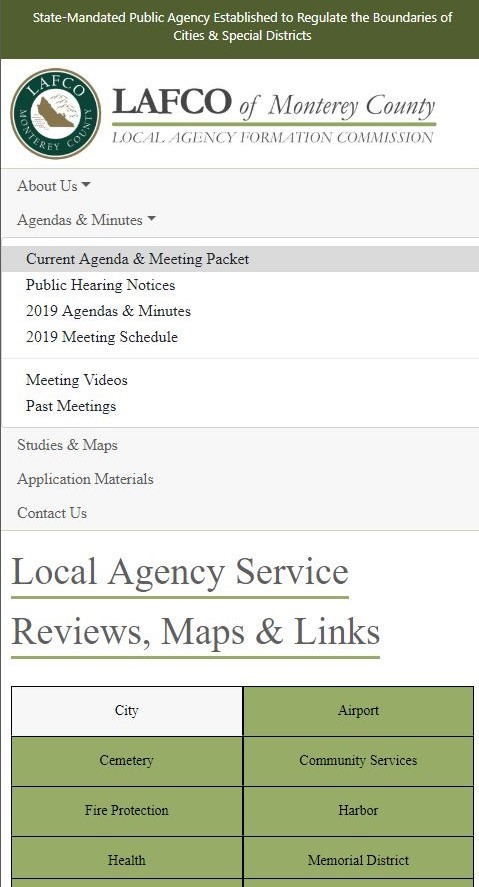 State-Mandated Public Agency Established to Regulate the Boundaries of
Cities & Special Districts
LAFCO
MONTEREY COUNTY
LAFCO of Monterey County
LOCAL AGENCY FORMATION COMMISSION
About Us
Agendas & Minutes
Current Agenda & Meeting Packet
Public Hearing Notices
2019 Agendas & Minutes
2019 Meeting Schedule
Meeting Videos
Past Meetings
Studies & Maps
Application Materials
Contact Us
Local Agency Service
Reviews, Maps & Links
City
Airport
Cemetery
Community Services
Fire Protection
Harbor
Health
Memorial District